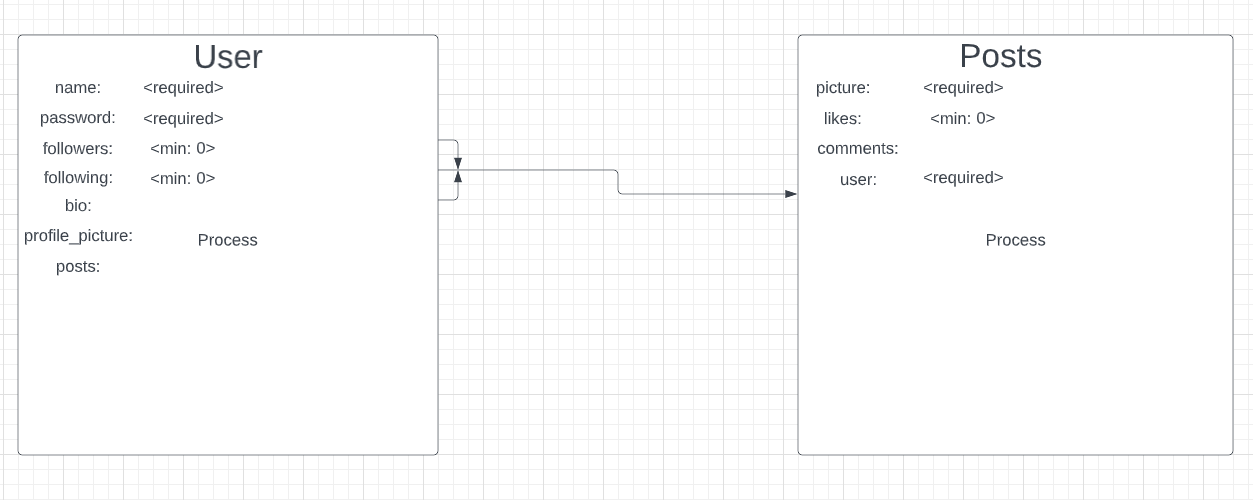 User
name: <required>
password: <required>
followers: <min: 0>
following: <min: 0>
bio:
profile_picture:
Process
posts:
Posts
picture: <required>
likes: <min: 0>
comments:
user: <required>
Process